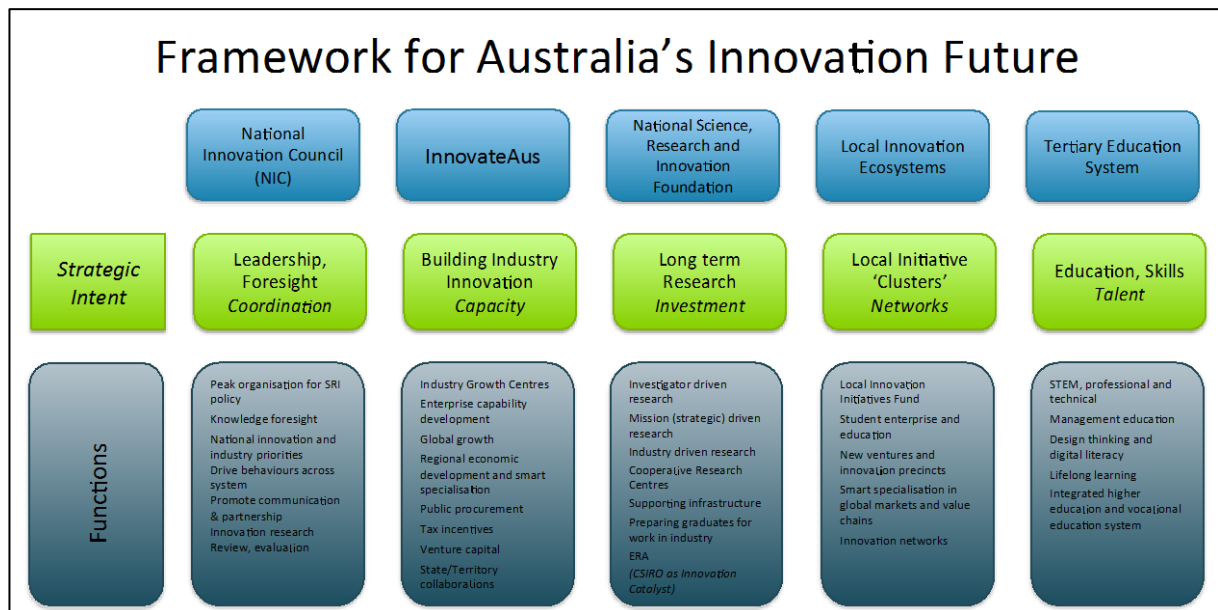 Framework for Australia's Innovation Future
National
Innovation Council
(NIC)
InnovateAus
National Science,
Research and
Innovation
Foundation
Local Innovation
Ecosystems
Tertiary Education
System
Strategic
Intent
Leadership,
Foresight
Coordination
Building Industry
Innovation
Capacity
Long term
Research
Investment
Local Initiative
'Clusters'
Networks
Education, Skills
Talent
Functions
Peak organisation for SRI
policy
Knowledge foresight
National innovation and
industry priorities
Drive behaviours across
system
Promote communication
& partnership
Innovation research
Review, evaluation
Industry Growth Centres
Enterprise capability
development
Global growth
Regional economic
development and smart
specialisation
Public procurement
Tax incentives
Venture capital
State/Territory
collaborations
Investigator driven
research
Mission (strategic) driven
research
Industry driven research
Cooperative Research
Centres
Supporting infrastructure
Preparing graduates for
work in industry
ERA
(CSIRO as Innovation
Catalyst)
Local Innovation
Initiatives Fund
Student enterprise and
education
New ventures and
innovation precincts
Smart specialisation in
global markets and value
chains
Innovation networks
STEM, professional and
technical
Management education
Design thinking and
digital literacy
Lifelong learning
Integrated higher
education and vocational
education system